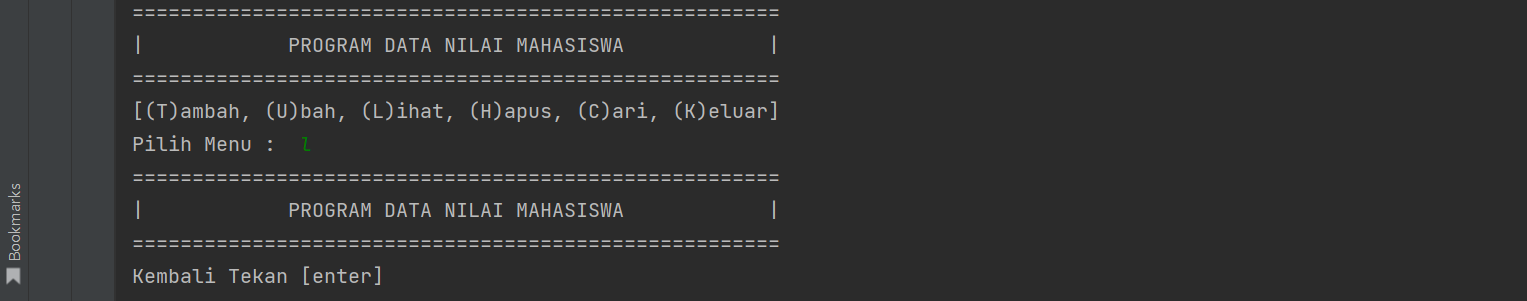 ======================================================
|            PROGRAM DATA NILAI MAHASISWA            |
======================================================
[(T)ambah, (U)bah, (L)ihat, (H)apus, (C)ari, (K)eluar]
Pilih Menu :  l
======================================================
|            PROGRAM DATA NILAI MAHASISWA            |
======================================================
Kembali Tekan [enter]
Bookmarks